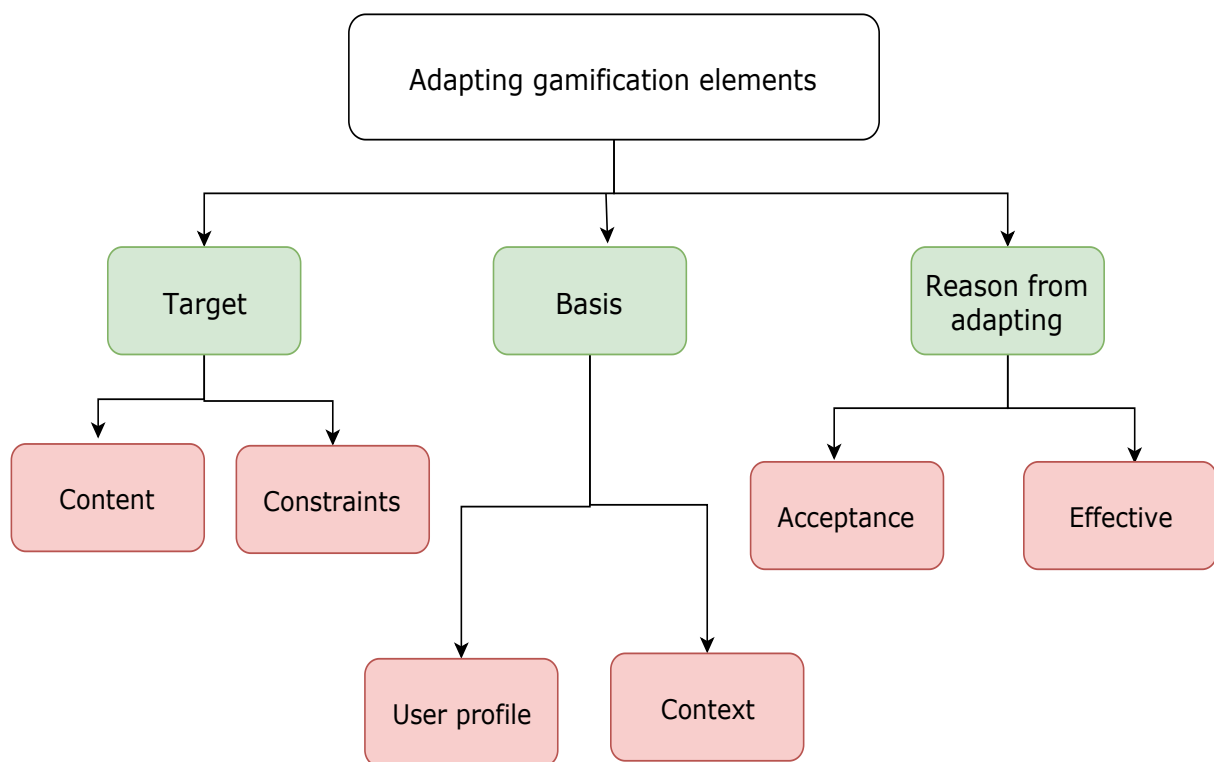 Adapting gamification elements
Target
Basis
Reason from
adapting
Content
Constraints
Acceptance
Effective
User profile
Context